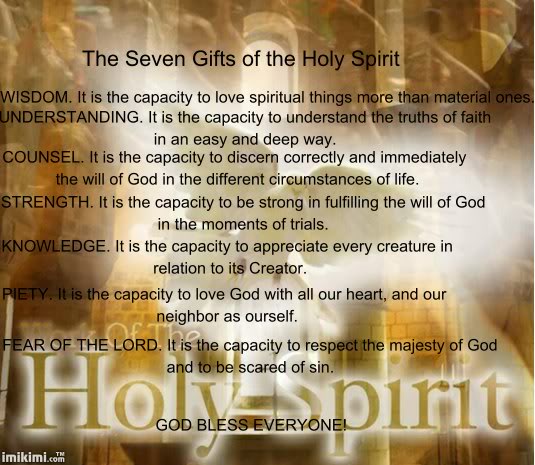 The Seven Gifts of the Holy Spirit
WISDOM. It is the capacity to love spiritual things more than material ones.
UNDERSTANDING. It is the capacity to understand the truths of faith
in an easy and deep way.
COUNSEL. It is the capacity to discern correctly and immediately
the will of God in the different circumstances of life.
STRENGTH. It is the capacity to be strong in fulfilling the will of God
in the moments of trials.
KNOWLEDGE. It is the capacity to appreciate every creature in
relation to its Creator.
PIETY. It is the capacity to love God with all our heart, and our
neighbor as ourself.
Work Of The
FEAR OF THE LORD. It is the capacity to respect the majesty of God
and to be scared of sin.
Holy Spirit
GOD BLESS EVERYONE!
imikimi.com™